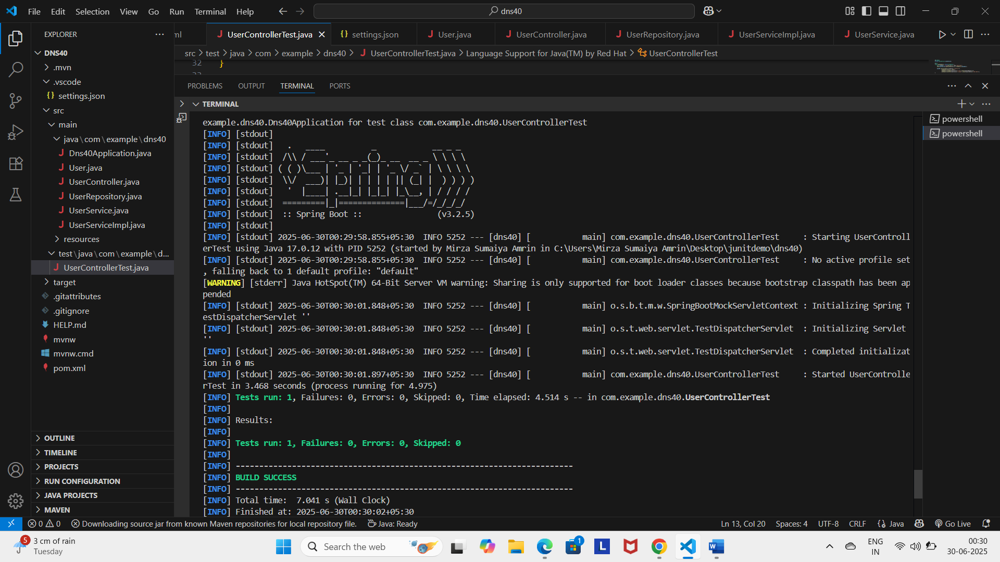 File Edit Selection View Go Run Terminal Help
dns40
EXPLORER
DNS40
.mvn
.vscode
{} settings.json
src
main
java\com\example\dns40
J Dns40Application.java
J User.java
J UserController.java
J UserRepository.java
J UserService.java
J UserServiceImpl.java
resources
test\java\com\example\d...
J UserControllerTest.java
target
.gitattributes
.gitignore
HELP.md
mvnw
mvnw.cmd
pom.xml
OUTLINE
TIMELINE
PROJECTS
RUN CONFIGURATION
JAVA PROJECTS
MAVEN
ml J UserControllerTest.java {} settings.json J User.java J UserController.java J UserRepository.java J UserServiceImpl.java J UserService.java
src > test > java > com > example > dns40 > J UserControllerTest.java > Language Support for Java(TM) by Red Hat > UserControllerTest
32 }
PROBLEMS OUTPUT TERMINAL PORTS
TERMINAL
powershell
powershell
example.dns40.Dns40Application for test class com.example.dns40.UserControllerTest
[INFO] [stdout]
[INFO] [stdout]   .   ____          _            __ _ _
[INFO] [stdout]  /\\ / ___'_ __ _ _(_)_ __  __ _ \ \ \ \
[INFO] [stdout] ( ( )\___ | '_ | '_| | '_ \/ _` | \ \ \ \
[INFO] [stdout]  \\/  ___)| |_)| | | | | || (_| |  ) ) ) )
[INFO] [stdout]   '  |____| .__|_| |_|_| |_\__, | / / / /
[INFO] [stdout]  =========|_|==============|___/=/_/_/_/
[INFO] [stdout]  :: Spring Boot ::                (v3.2.5)
[INFO] [stdout]
[INFO] [stdout] 2025-06-30T00:29:58.855+05:30  INFO 5252 --- [dns40] [           main] com.example.dns40.UserControllerTest     : Starting UserControll
erTest using Java 17.0.12 with PID 5252 (started by Mirza Sumaiya Amrin in C:\Users\Mirza Sumaiya Amrin\Desktop\junitdemo\dns40)
[INFO] [stdout] 2025-06-30T00:29:58.855+05:30  INFO 5252 --- [dns40] [           main] com.example.dns40.UserControllerTest     : No active profile set
, falling back to 1 default profile: "default"
[WARNING] [stderr] Java HotSpot(TM) 64-Bit Server VM warning: Sharing is only supported for boot loader classes because bootstrap classpath has been ap
pended
[INFO] [stdout] 2025-06-30T00:30:01.848+05:30  INFO 5252 --- [dns40] [           main] o.s.b.t.m.w.SpringBootMockServletContext : Initializing Spring T
estDispatcherServlet ''
[INFO] [stdout] 2025-06-30T00:30:01.848+05:30  INFO 5252 --- [dns40] [           main] o.s.t.web.servlet.TestDispatcherServlet  : Initializing Servlet
''
[INFO] [stdout] 2025-06-30T00:30:01.848+05:30  INFO 5252 --- [dns40] [           main] o.s.t.web.servlet.TestDispatcherServlet  : Completed initializat
ion in 0 ms
[INFO] [stdout] 2025-06-30T00:30:01.897+05:30  INFO 5252 --- [dns40] [           main] com.example.dns40.UserControllerTest     : Started UserControlle
rTest in 3.468 seconds (process running for 4.975)
[INFO] Tests run: 1, Failures: 0, Errors: 0, Skipped: 0, Time elapsed: 4.514 s -- in com.example.dns40.UserControllerTest
[INFO]
[INFO] Results:
[INFO]
[INFO] Tests run: 1, Failures: 0, Errors: 0, Skipped: 0
[INFO]
[INFO] ------------------------------------------------------------------------
[INFO] BUILD SUCCESS
[INFO] ------------------------------------------------------------------------
[INFO] Total time:  7.041 s (Wall Clock)
[INFO] Finished at: 2025-06-30T00:30:02+05:30
0 0 Downloading source jar from known Maven repositories for local repository file. Java: Ready Ln 13, Col 20 Spaces: 4 UTF-8 CRLF {} Java Go Live
5 3 cm of rain
Tuesday
Search the web
1
L
W
ENG
IN
00:30
30-06-2025